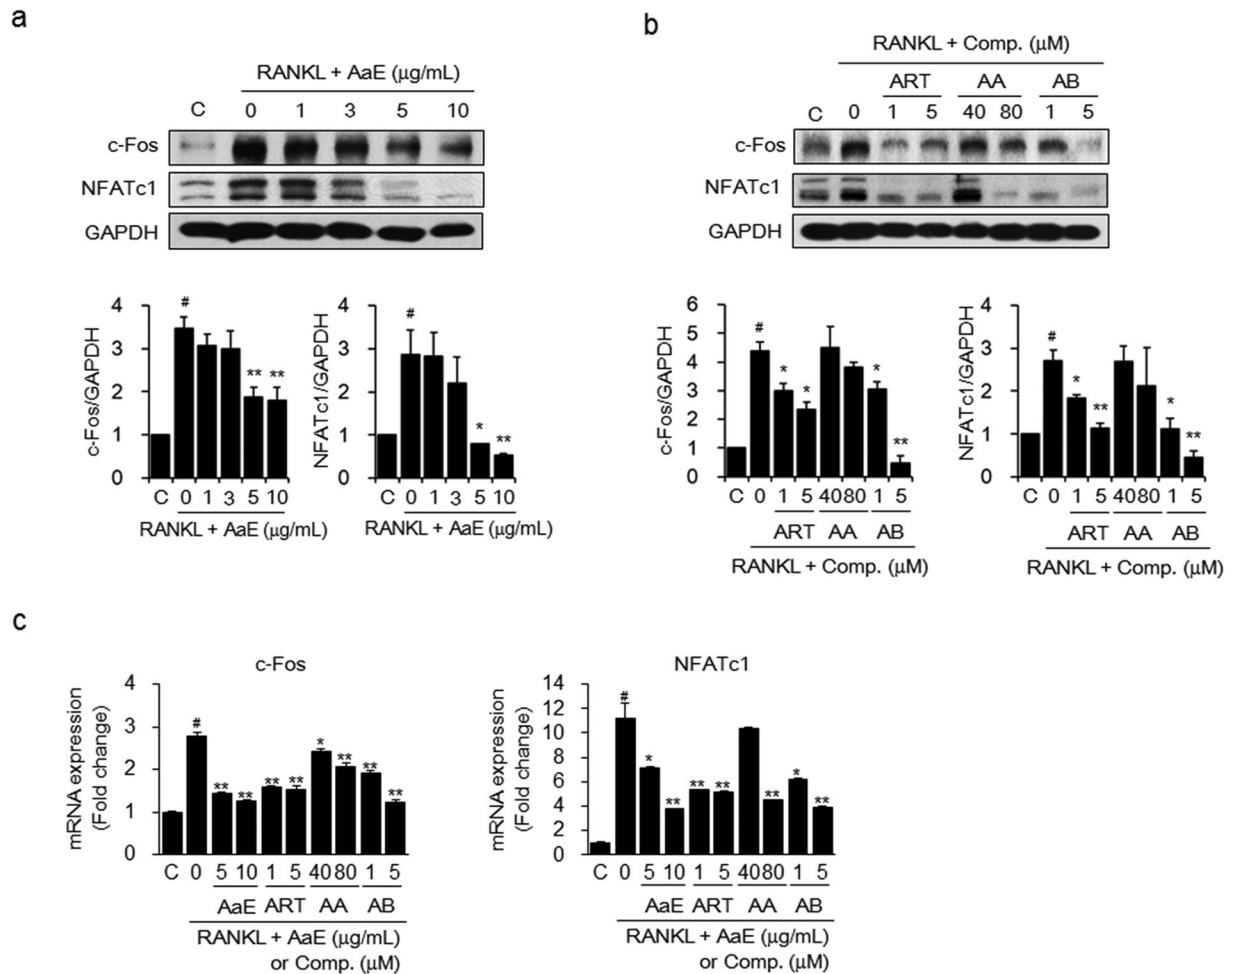 a
RANKL + AaE (μg/mL)
C 0 1 3 5 10
c-Fos
NFATc1
GAPDH
c-Fos/GAPDH
4
3
2
1
0
#
** **
C 0 1 3 5 10
RANKL + AaE (μg/mL)
NFATc1/GAPDH
4
3
2
1
0
#
* **
C 0 1 3 5 10
RANKL + AaE (μg/mL)
b
RANKL + Comp. (μM)
ART AA AB
C 0 1 5 40 80 1 5
c-Fos
NFATc1
GAPDH
c-Fos/GAPDH
6
5
4
3
2
1
0
#
* * * **
C 0 1 5 40 80 1 5
ART AA AB
RANKL + Comp. (μM)
NFATc1/GAPDH
4
3
2
1
0
#
* ** * **
C 0 1 5 40 80 1 5
ART AA AB
RANKL + Comp. (μM)
c
c-Fos
mRNA expression
(Fold change)
4
3
2
1
0
#
** ** ** ** * ** ** **
C 0 5 10 1 5 40 80 1 5
AaE ART AA AB
RANKL + AaE (μg/mL)
or Comp. (μM)
NFATc1
mRNA expression
(Fold change)
14
12
10
8
6
4
2
0
#
* ** ** ** ** * **
C 0 5 10 1 5 40 80 1 5
AaE ART AA AB
RANKL + AaE (μg/mL)
or Comp. (μM)